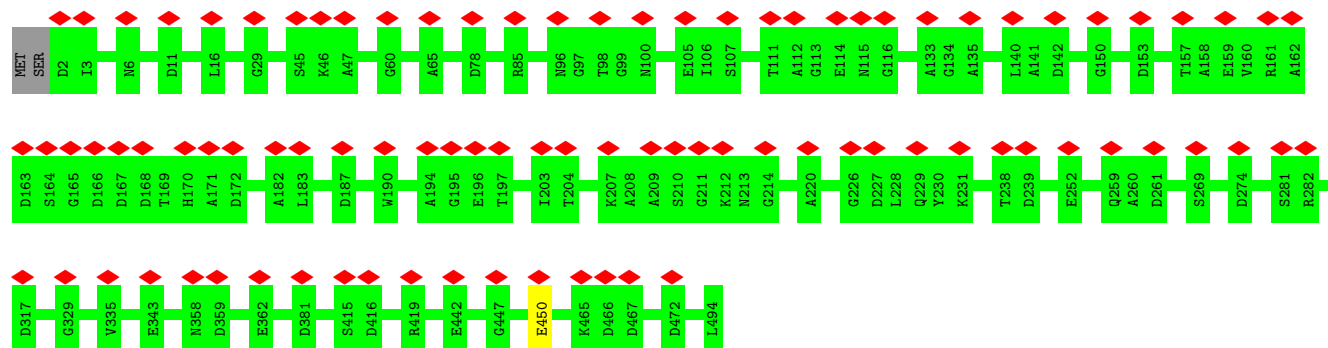 MET SER D2 I3 N6 D11 L16 G29 S45 K46 A47 G60 A65 D78 R85 N96 G97 T98 G99 N100 E105 I106 S107 T111 A112 G113 E114 N115 G116 A133 G134 A135 L140 A141 D142 G150 D153 T157 A158 E159 V160 R161 A162
D163 S164 G165 D166 D167 D168 T169 H170 A171 D172 A182 L183 D187 W190 A194 G195 E196 T197 I203 T204 K207 A208 A209 S210 G211 K212 N213 G214 A220 G226 D227 L228 Q229 Y230 K231 T238 D239 E252 Q259 A260 D261 S269 D274 S281 R282
D317 G329 V335 E343 N358 D359 E362 D381 S415 D416 R419 E442 G447 E450 K465 D466 D467 D472 L494